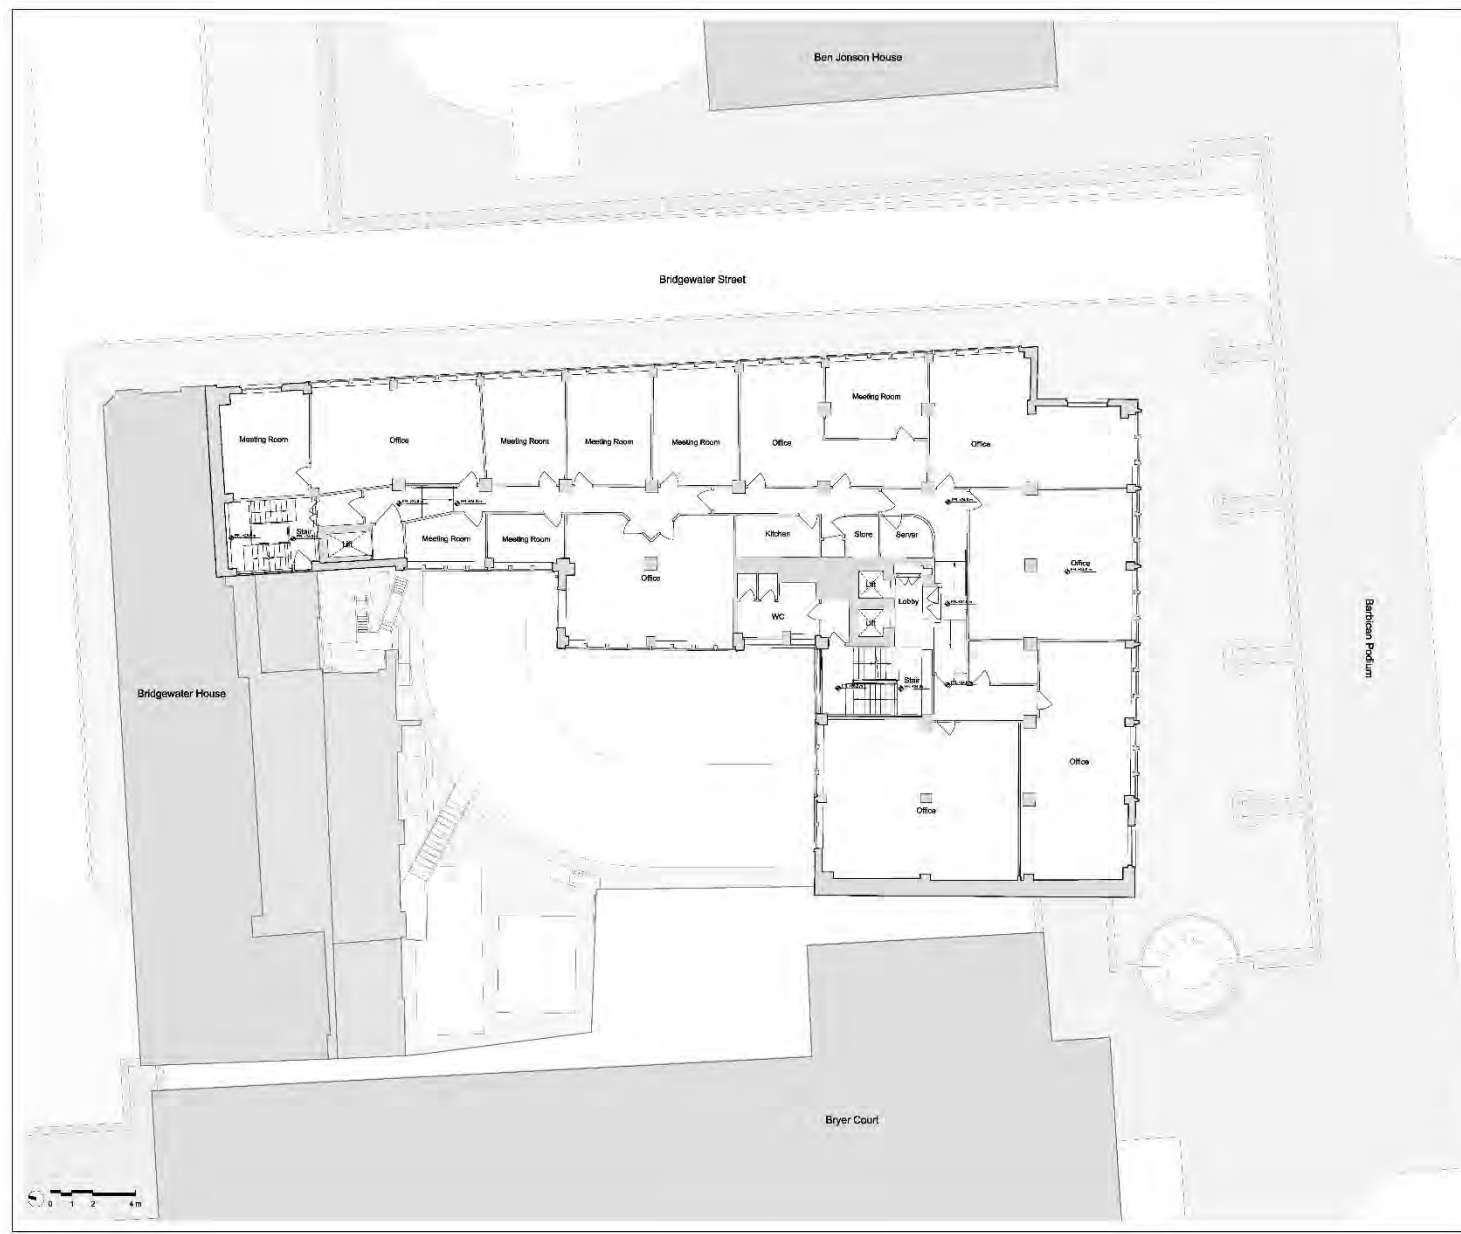 Ben Jonson House
Bridgewater Street
Meeting Room
Office
Meeting Room
Meeting Room
Meeting Room
Office
Meeting Room
Office
Stair
Lift
Meeting Room
Meeting Room
Office
Kitchen
Store
Server
Office
Lift
Lobby
WC
Lift
Stair
Bridgewater House
Barbican Podium
Office
Office
Bryer Court
0 1 2 4 m